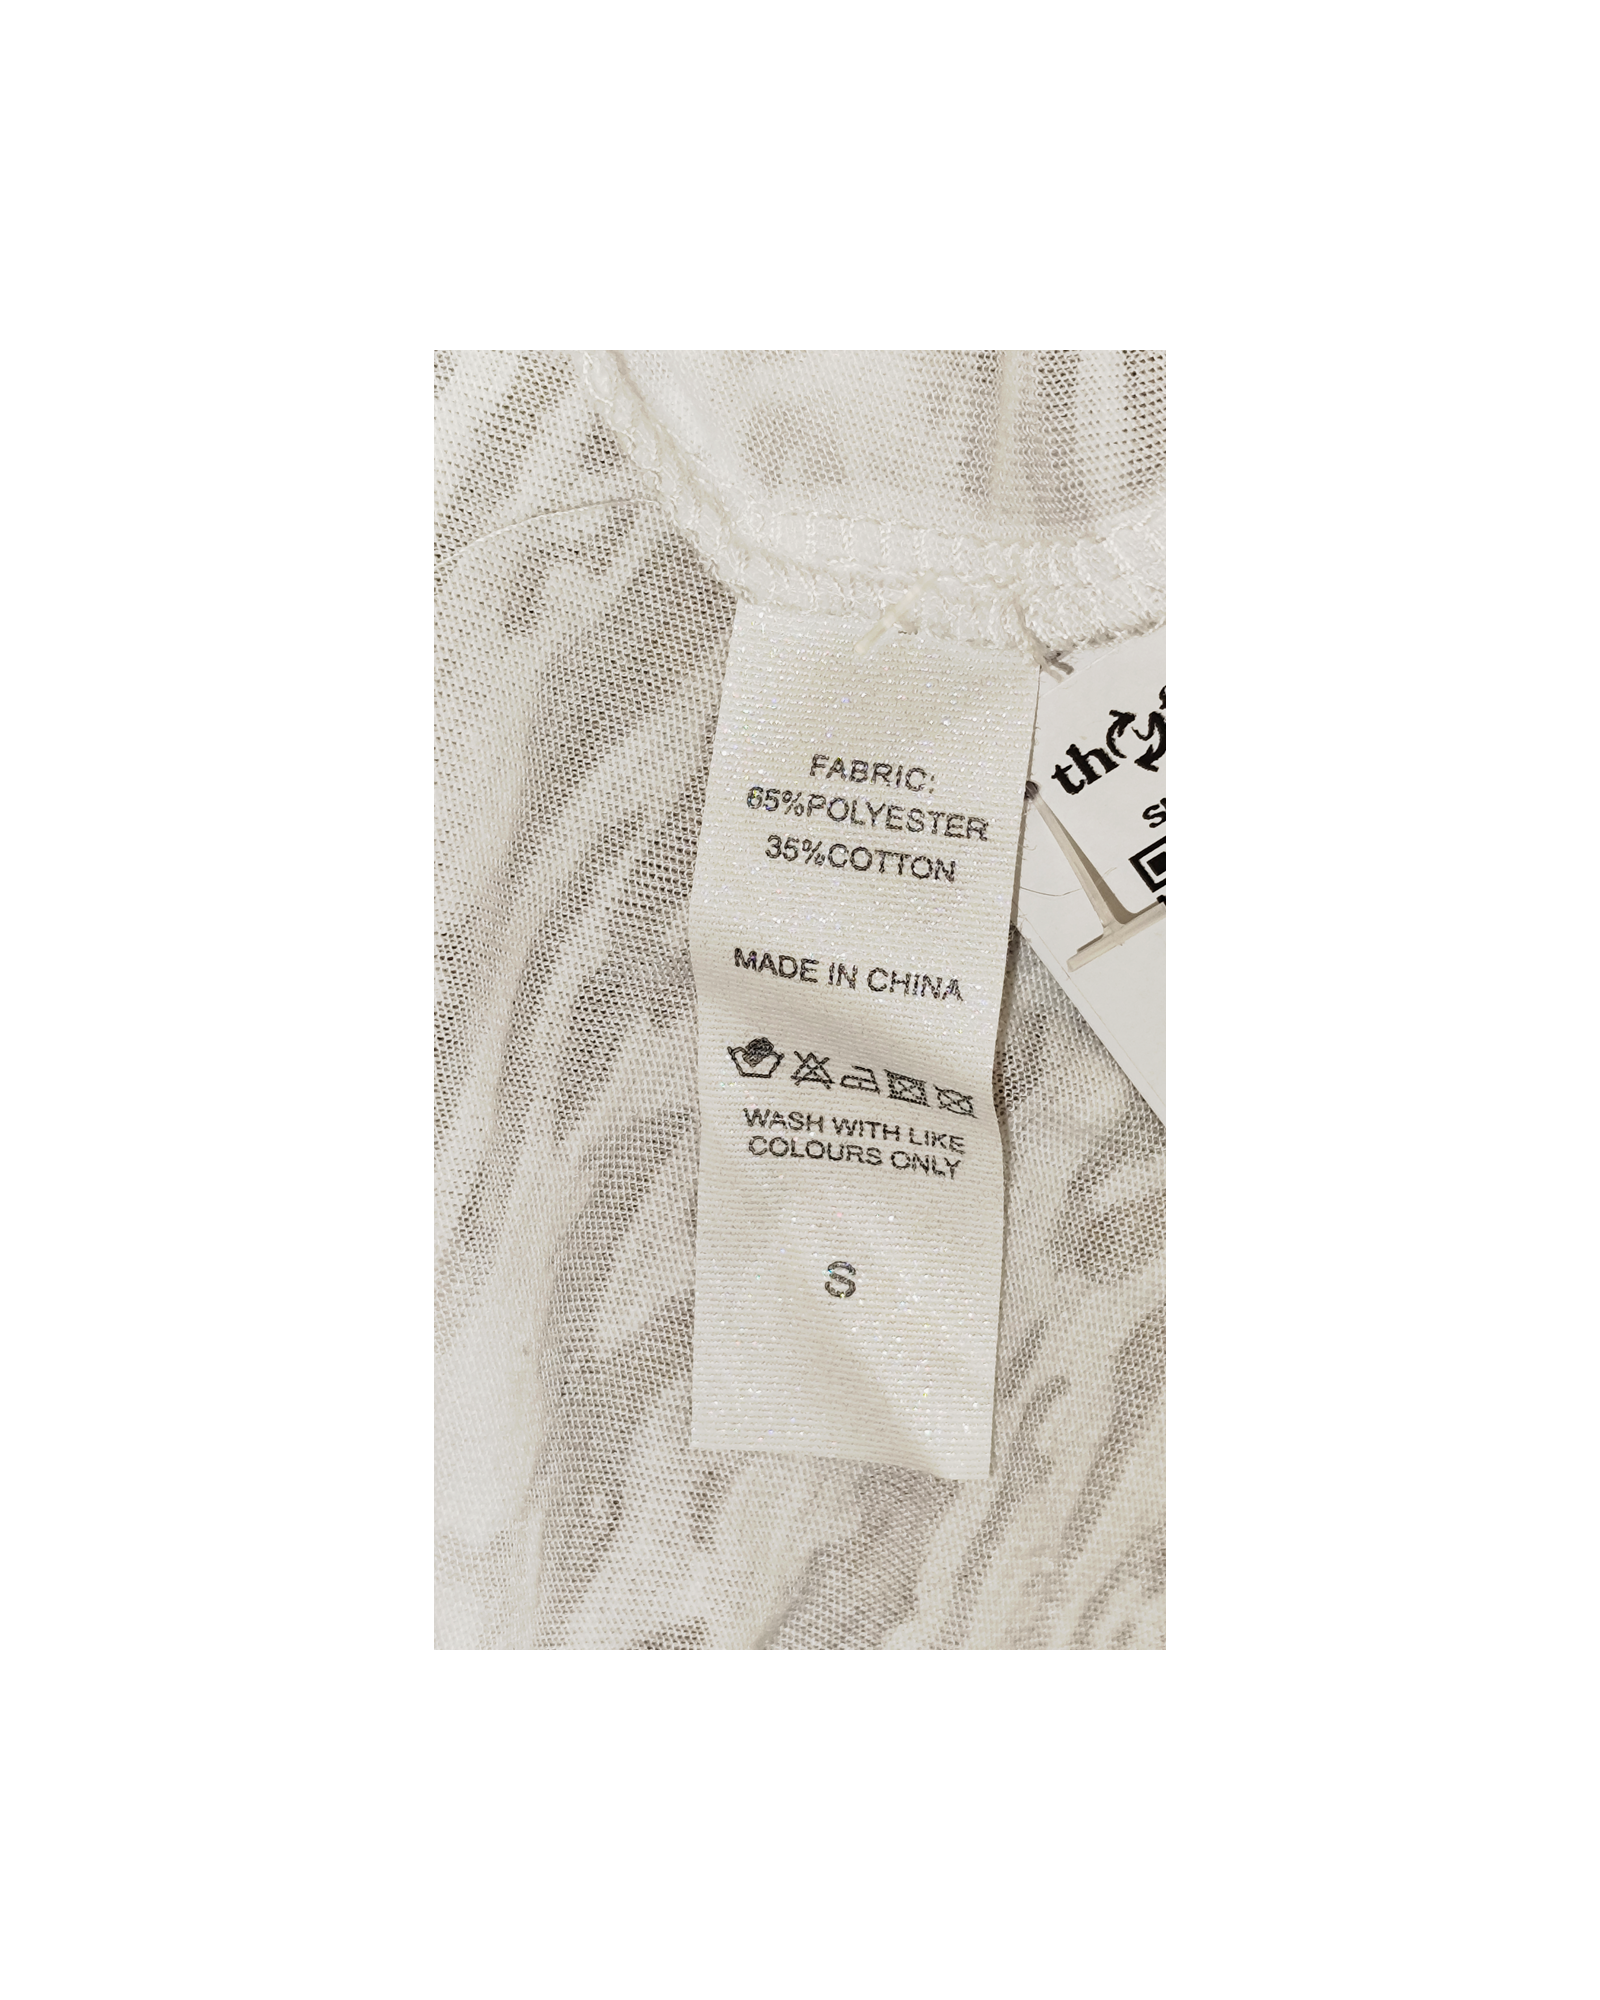 FABRIC:
65%POLYESTER
35%COTTON
MADE IN CHINA
WASH WITH LIKE
COLOURS ONLY
S